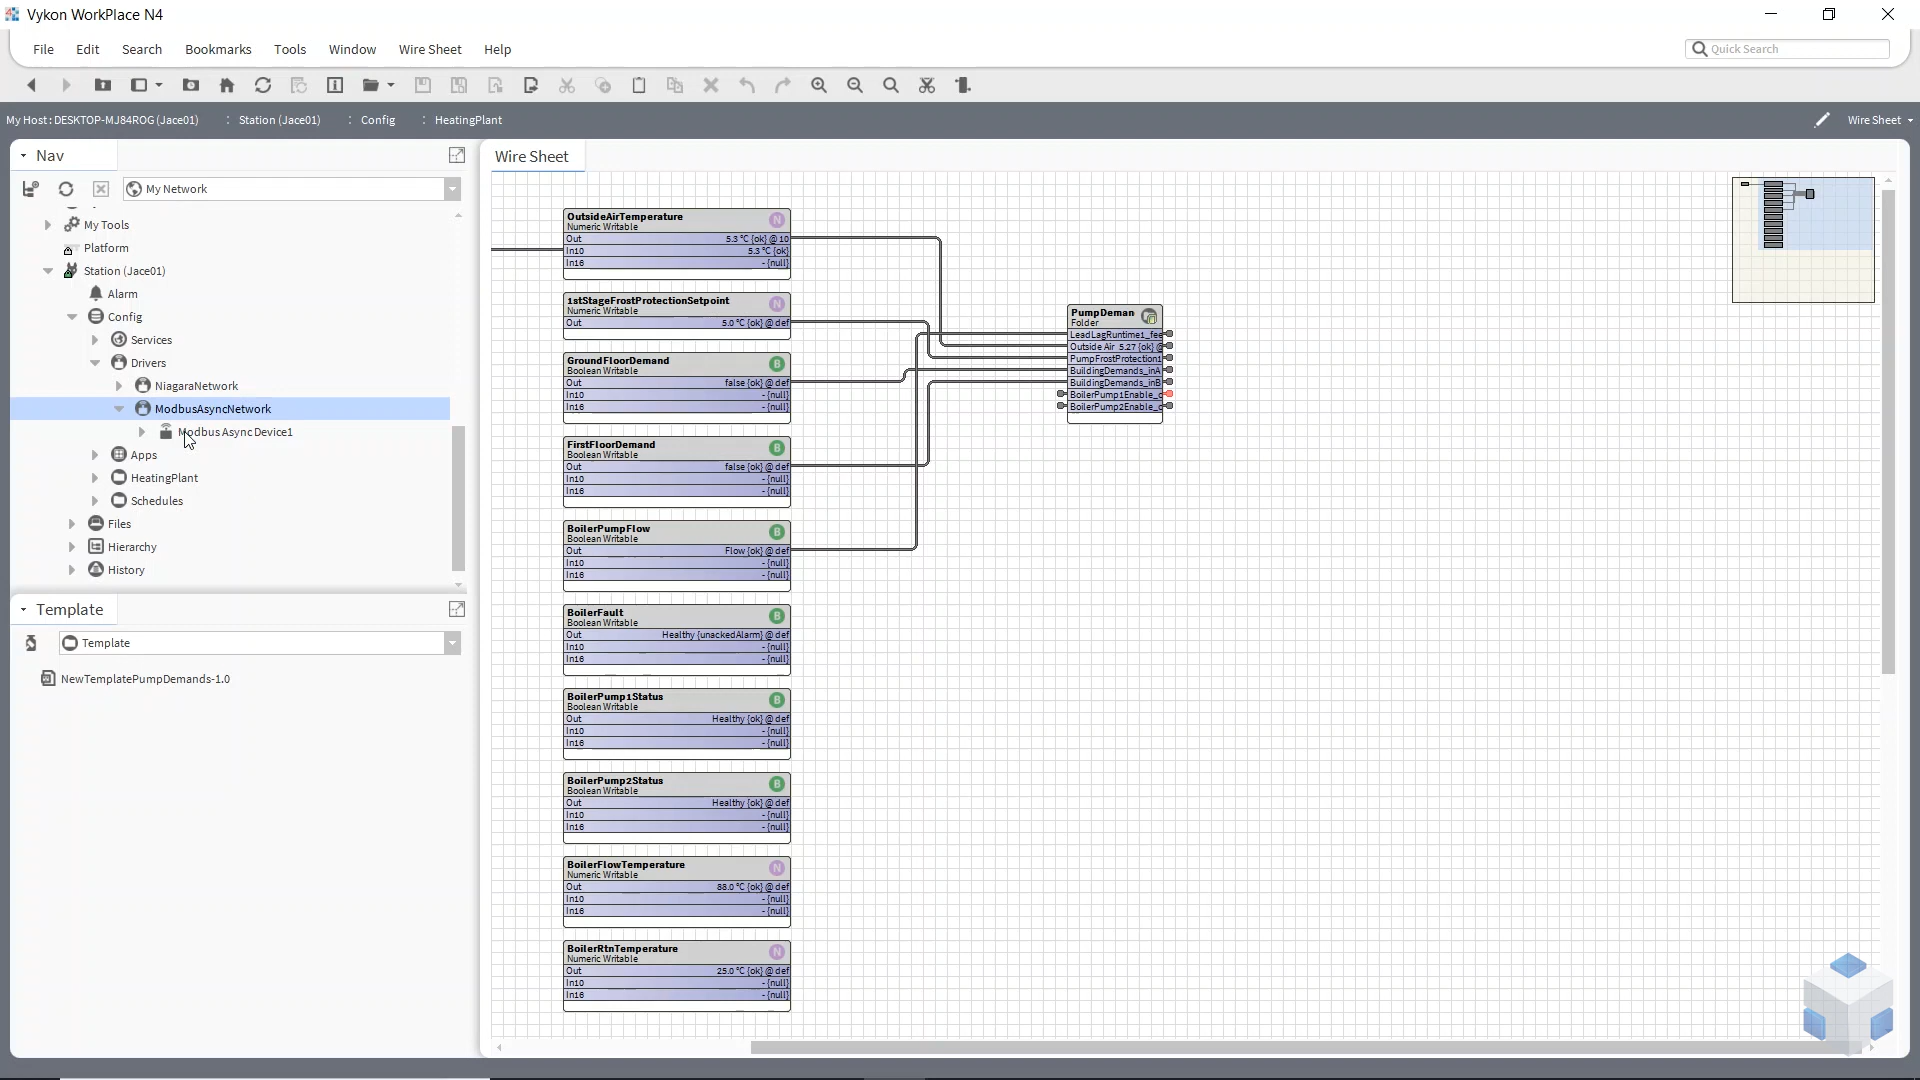 Vykon WorkPlace N4
File Edit Search Bookmarks Tools Window Wire Sheet Help
Quick Search
My Host : DESKTOP-MJ84ROG (Jace01) : Station (Jace01) : Config : HeatingPlant
Wire Sheet
Nav
My Network
My Tools
Platform
Station (Jace01)
Alarm
Config
Services
Drivers
NiagaraNetwork
ModbusAsyncNetwork
Modbus Async Device1
Apps
HeatingPlant
Schedules
Files
Hierarchy
History
Template
Template
NewTemplatePumpDemands-1.0
Wire Sheet
OutsideAirTemperature N
Numeric Writable
Out 5.3 °C {ok} @ 10
In10 5.3 °C {ok}
In16 - {null}
1stStageFrostProtectionSetpoint N
Numeric Writable
Out 5.0 °C {ok} @ def
GroundFloorDemand B
Boolean Writable
Out false {ok} @ def
In10 - {null}
In16 - {null}
FirstFloorDemand B
Boolean Writable
Out false {ok} @ def
In10 - {null}
In16 - {null}
BoilerPumpFlow B
Boolean Writable
Out Flow {ok} @ def
In10 - {null}
In16 - {null}
BoilerFault B
Boolean Writable
Out Healthy {unackedAlarm} @ def
In10 - {null}
In16 - {null}
BoilerPump1Status B
Boolean Writable
Out Healthy {ok} @ def
In10 - {null}
In16 - {null}
BoilerPump2Status B
Boolean Writable
Out Healthy {ok} @ def
In10 - {null}
In16 - {null}
BoilerFlowTemperature N
Numeric Writable
Out 88.0 °C {ok} @ def
In10 - {null}
In16 - {null}
BoilerRtnTemperature N
Numeric Writable
Out 25.0 °C {ok} @ def
In10 - {null}
In16 - {null}
PumpDeman
Folder
LeadLagRuntime1_fee
Outside Air 5.27 {ok} @
PumpFrostProtection1
BuildingDemands_inA
BuildingDemands_inB
BoilerPump1Enable_o
BoilerPump2Enable_o